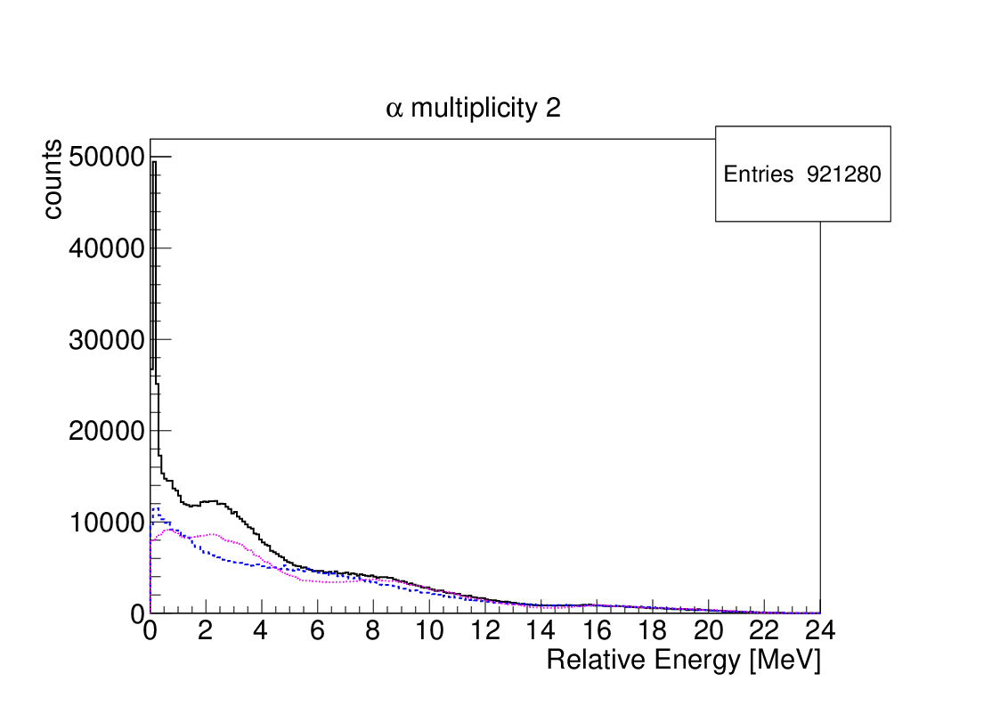 α multiplicity 2
Entries 921280
counts
50000
40000
30000
20000
10000
0
0 2 4 6 8 10 12 14 16 18 20 22 24
Relative Energy [MeV]